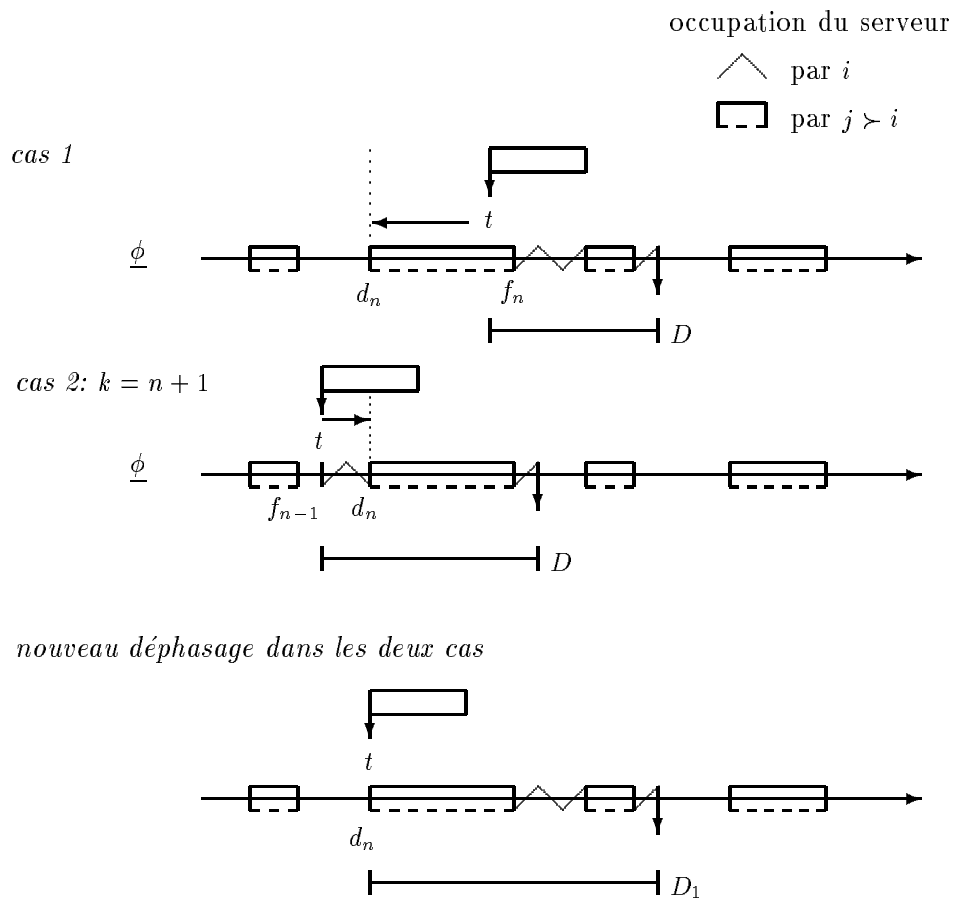 occupation du serveur
par i
par j ≻ i
cas 1
t
ϕ
d_n f_n
D
cas 2: k = n + 1
t
ϕ
f_{n−1} d_n
D
nouveau déphasage dans les deux cas
t
d_n
D_1